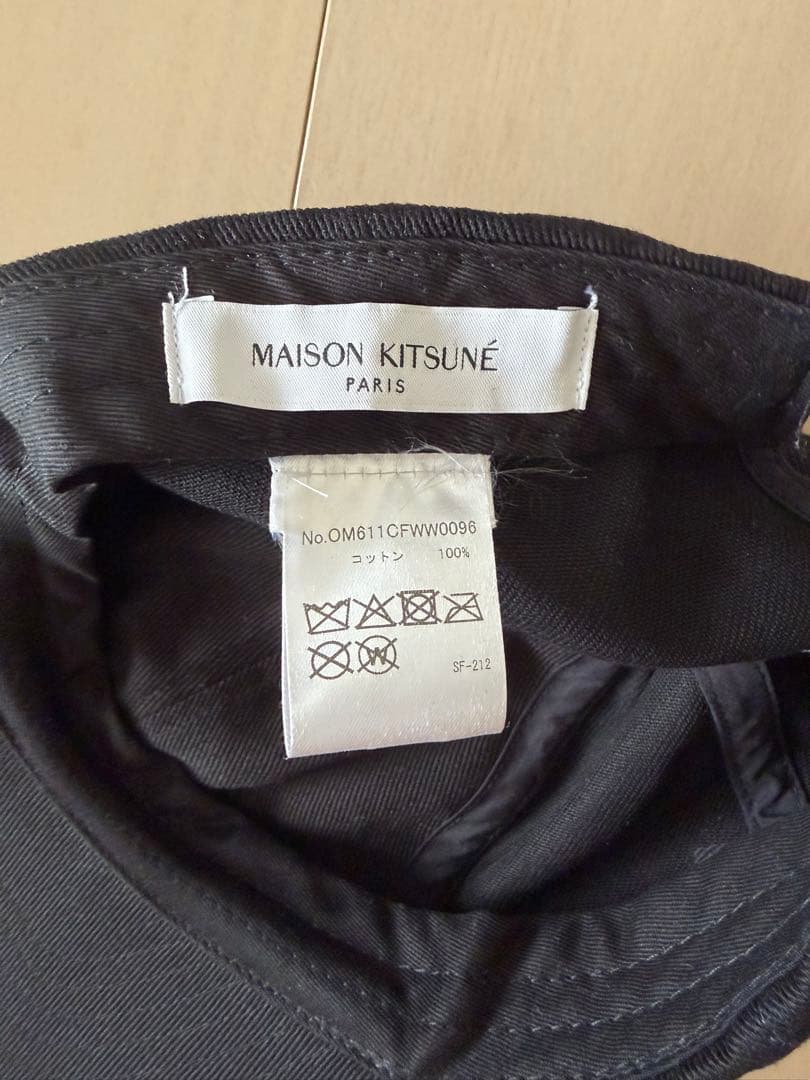 MAISON KITSUNÉ
PARIS
No.OM611CFWW0096
コットン 100%
W
SF-212